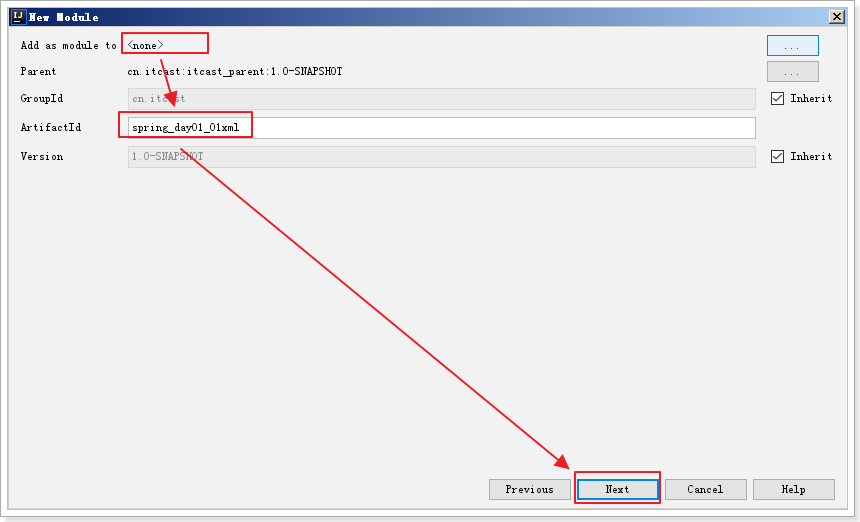 New Module
Add as module to <none> ...
Parent cn.itcast:itcast_parent:1.0-SNAPSHOT ...
GroupId cn.itcast Inherit
ArtifactId spring_day01_01xml
Version 1.0-SNAPSHOT Inherit
Previous Next Cancel Help